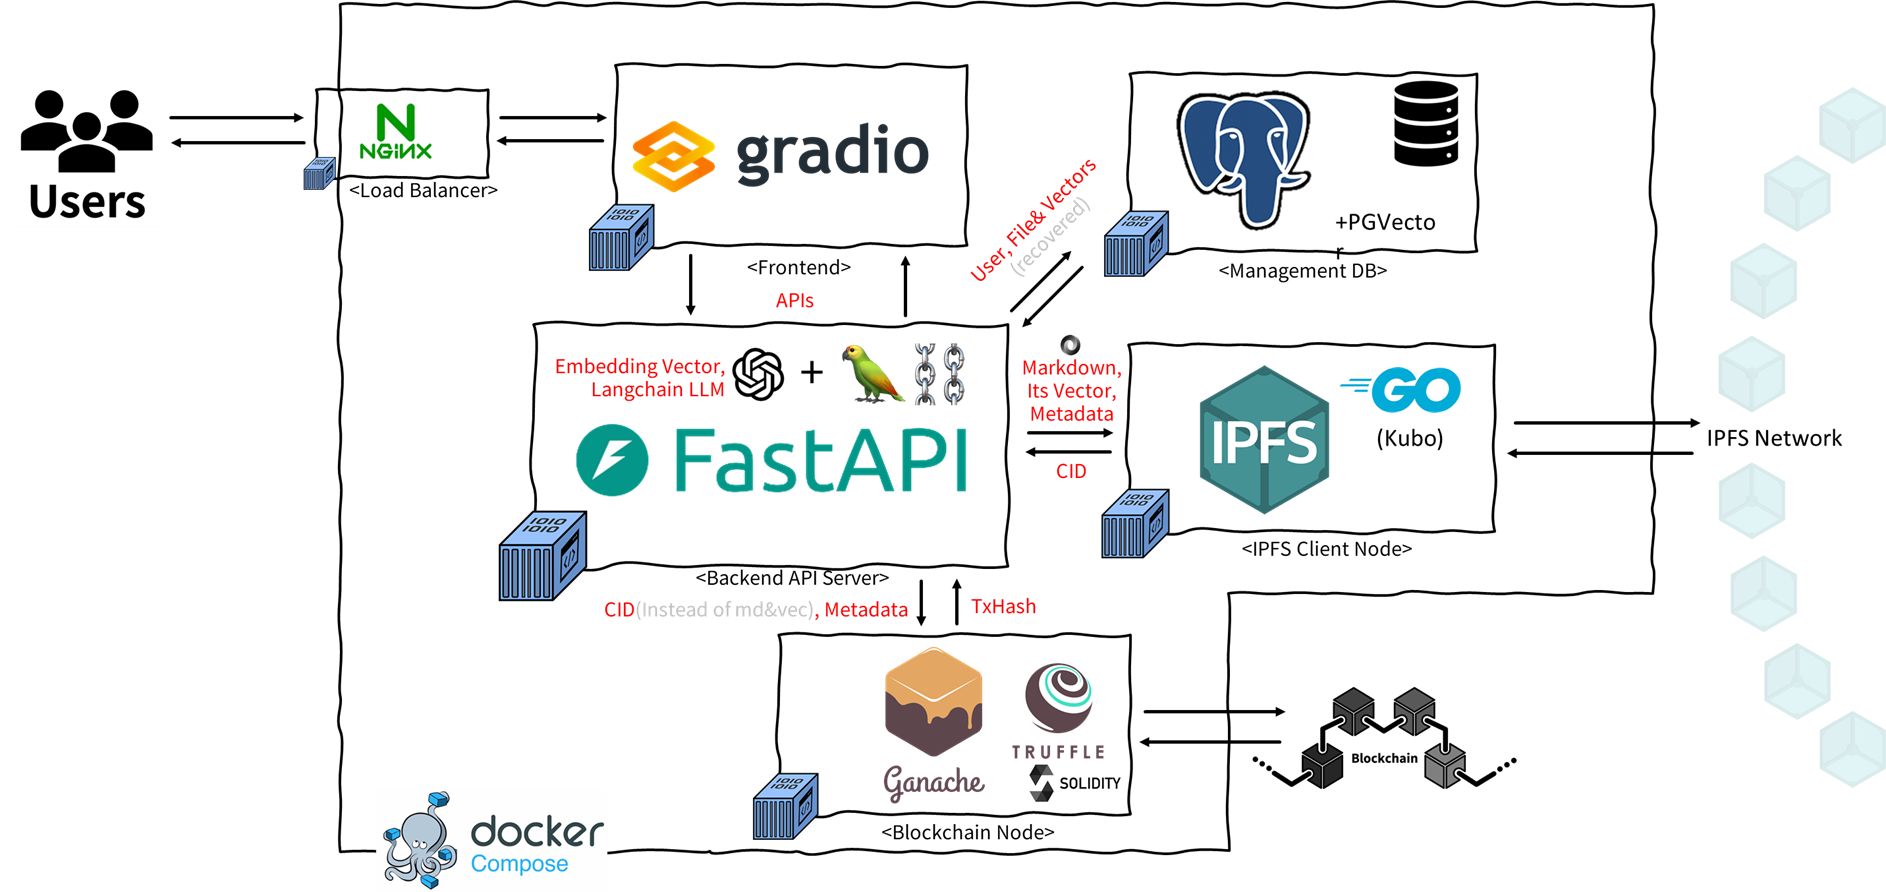 Users
NGINX
<Load Balancer>
gradio
<Frontend>
APIs
User, File& Vectors
(recovered)
+PGVecto
r
<Management DB>
Embedding Vector,
Langchain LLM
+
FastAPI
<Backend API Server>
Markdown,
Its Vector,
Metadata
CID
IPFS
GO
(Kubo)
<IPFS Client Node>
IPFS Network
CID(Instead of md&vec), Metadata
TxHash
Ganache
TRUFFLE
SOLIDITY
<Blockchain Node>
Blockchain
docker
Compose